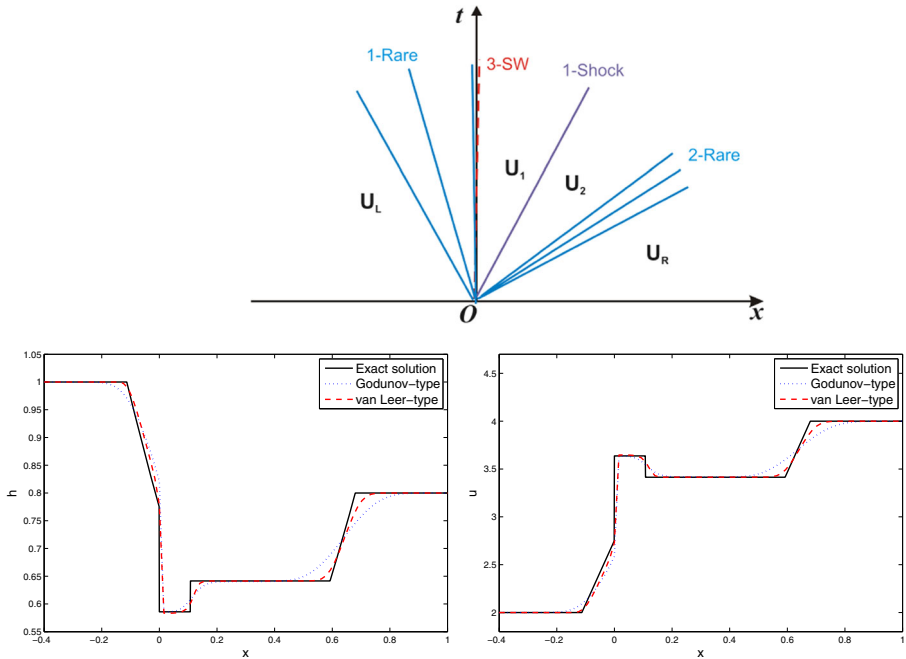 t
1-Rare
3-SW
1-Shock
2-Rare
U1
U2
UL
UR
O
x
1.05
1
0.95
0.9
0.85
0.8
0.75
0.7
0.65
0.6
0.55
h
−0.4 −0.2 0 0.2 0.4 0.6 0.8 1
x
Exact solution
Godunov−type
van Leer−type
4.5
4
3.5
3
2.5
2
u
−0.4 −0.2 0 0.2 0.4 0.6 0.8 1
x
Exact solution
Godunov−type
van Leer−type